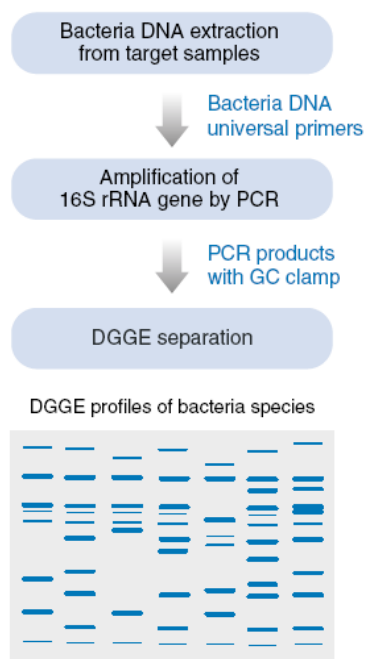 Bacteria DNA extraction
from target samples
Bacteria DNA
universal primers
Amplification of
16S rRNA gene by PCR
PCR products
with GC clamp
DGGE separation
DGGE profiles of bacteria species